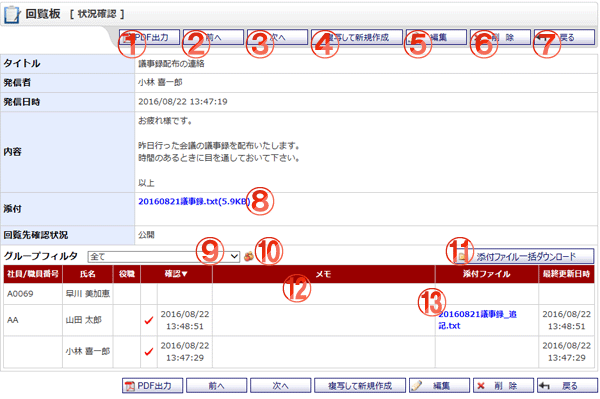 回覧板 [ 状況確認 ]
① PDF出力 ② 前へ ③ 次へ ④ 複写して新規作成 ⑤ 編集 ⑥ 削 除 ⑦ 戻る
タイトル 議事録配布の連絡
発信者 小林 喜一郎
発信日時 2016/08/22 13:47:19
内容 お疲れ様です。
昨日行った会議の議事録を配布いたします。
時間のあるときに目を通しておいて下さい。
以上
添付 20160821議事録.txt(5.9KB) ⑧
回覧先確認状況 公開
グループフィルタ 全て ⑨ ⑩ ⑪ 添付ファイル一括ダウンロード
社員/職員番号 氏名 役職 確認▼ メモ 添付ファイル 最終更新日時
⑫ ⑬
A0069 早川 美加恵
AA 山田 太郎 ✓ 2016/08/22 13:48:51 20160821議事録_追記.txt 2016/08/22 13:48:51
小林 喜一郎 ✓ 2016/08/22 13:47:29 2016/08/22 13:47:29
PDF出力 前へ 次へ 複写して新規作成 編集 削 除 戻る